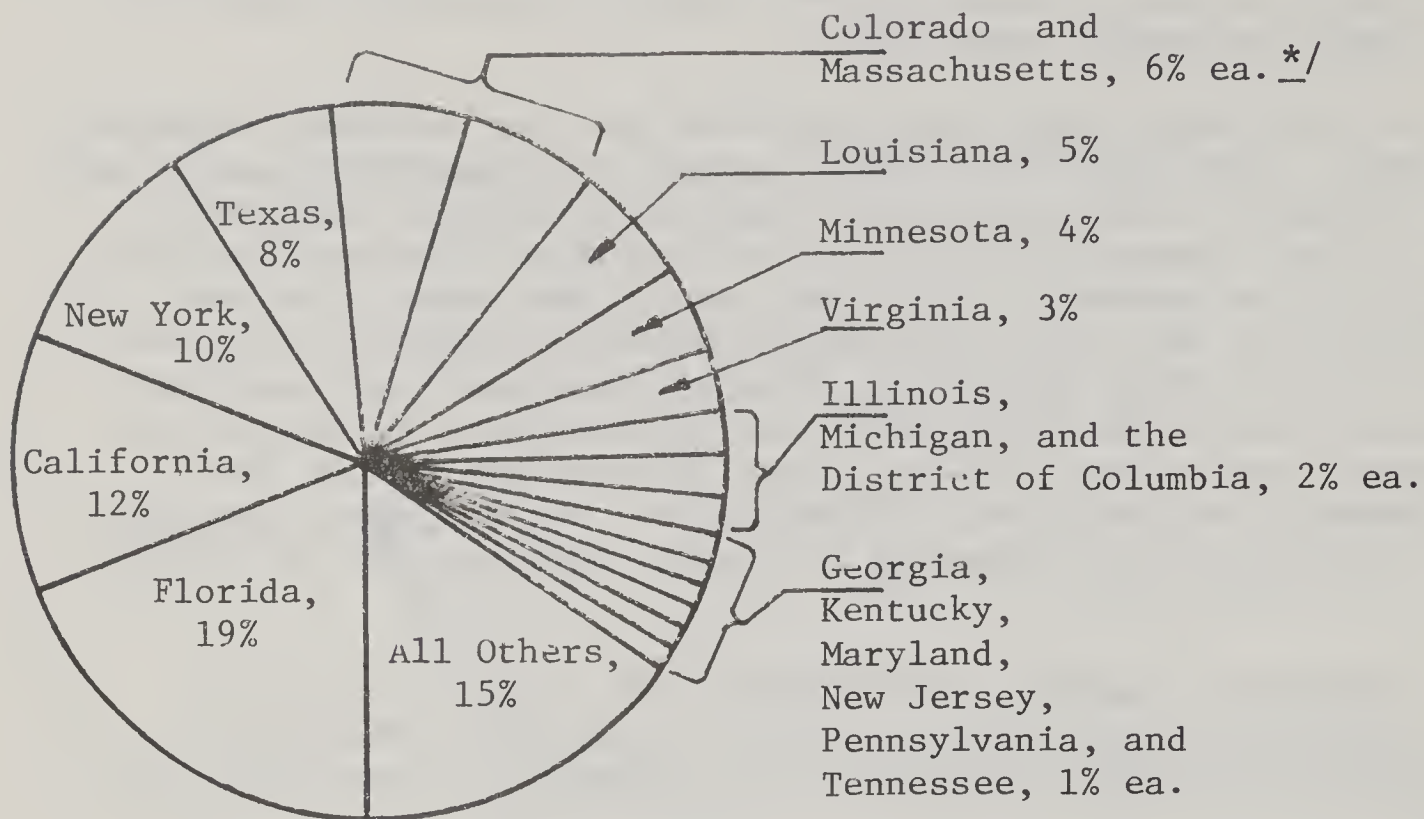 Colorado and
Massachusetts, 6% ea. */
Louisiana, 5%
Minnesota, 4%
Virginia, 3%
Illinois,
Michigan, and the
District of Columbia, 2% ea.
Georgia,
Kentucky,
Maryland,
New Jersey,
Pennsylvania, and
Tennessee, 1% ea.
Texas,
8%
New York,
10%
California,
12%
Florida,
19%
All Others,
15%